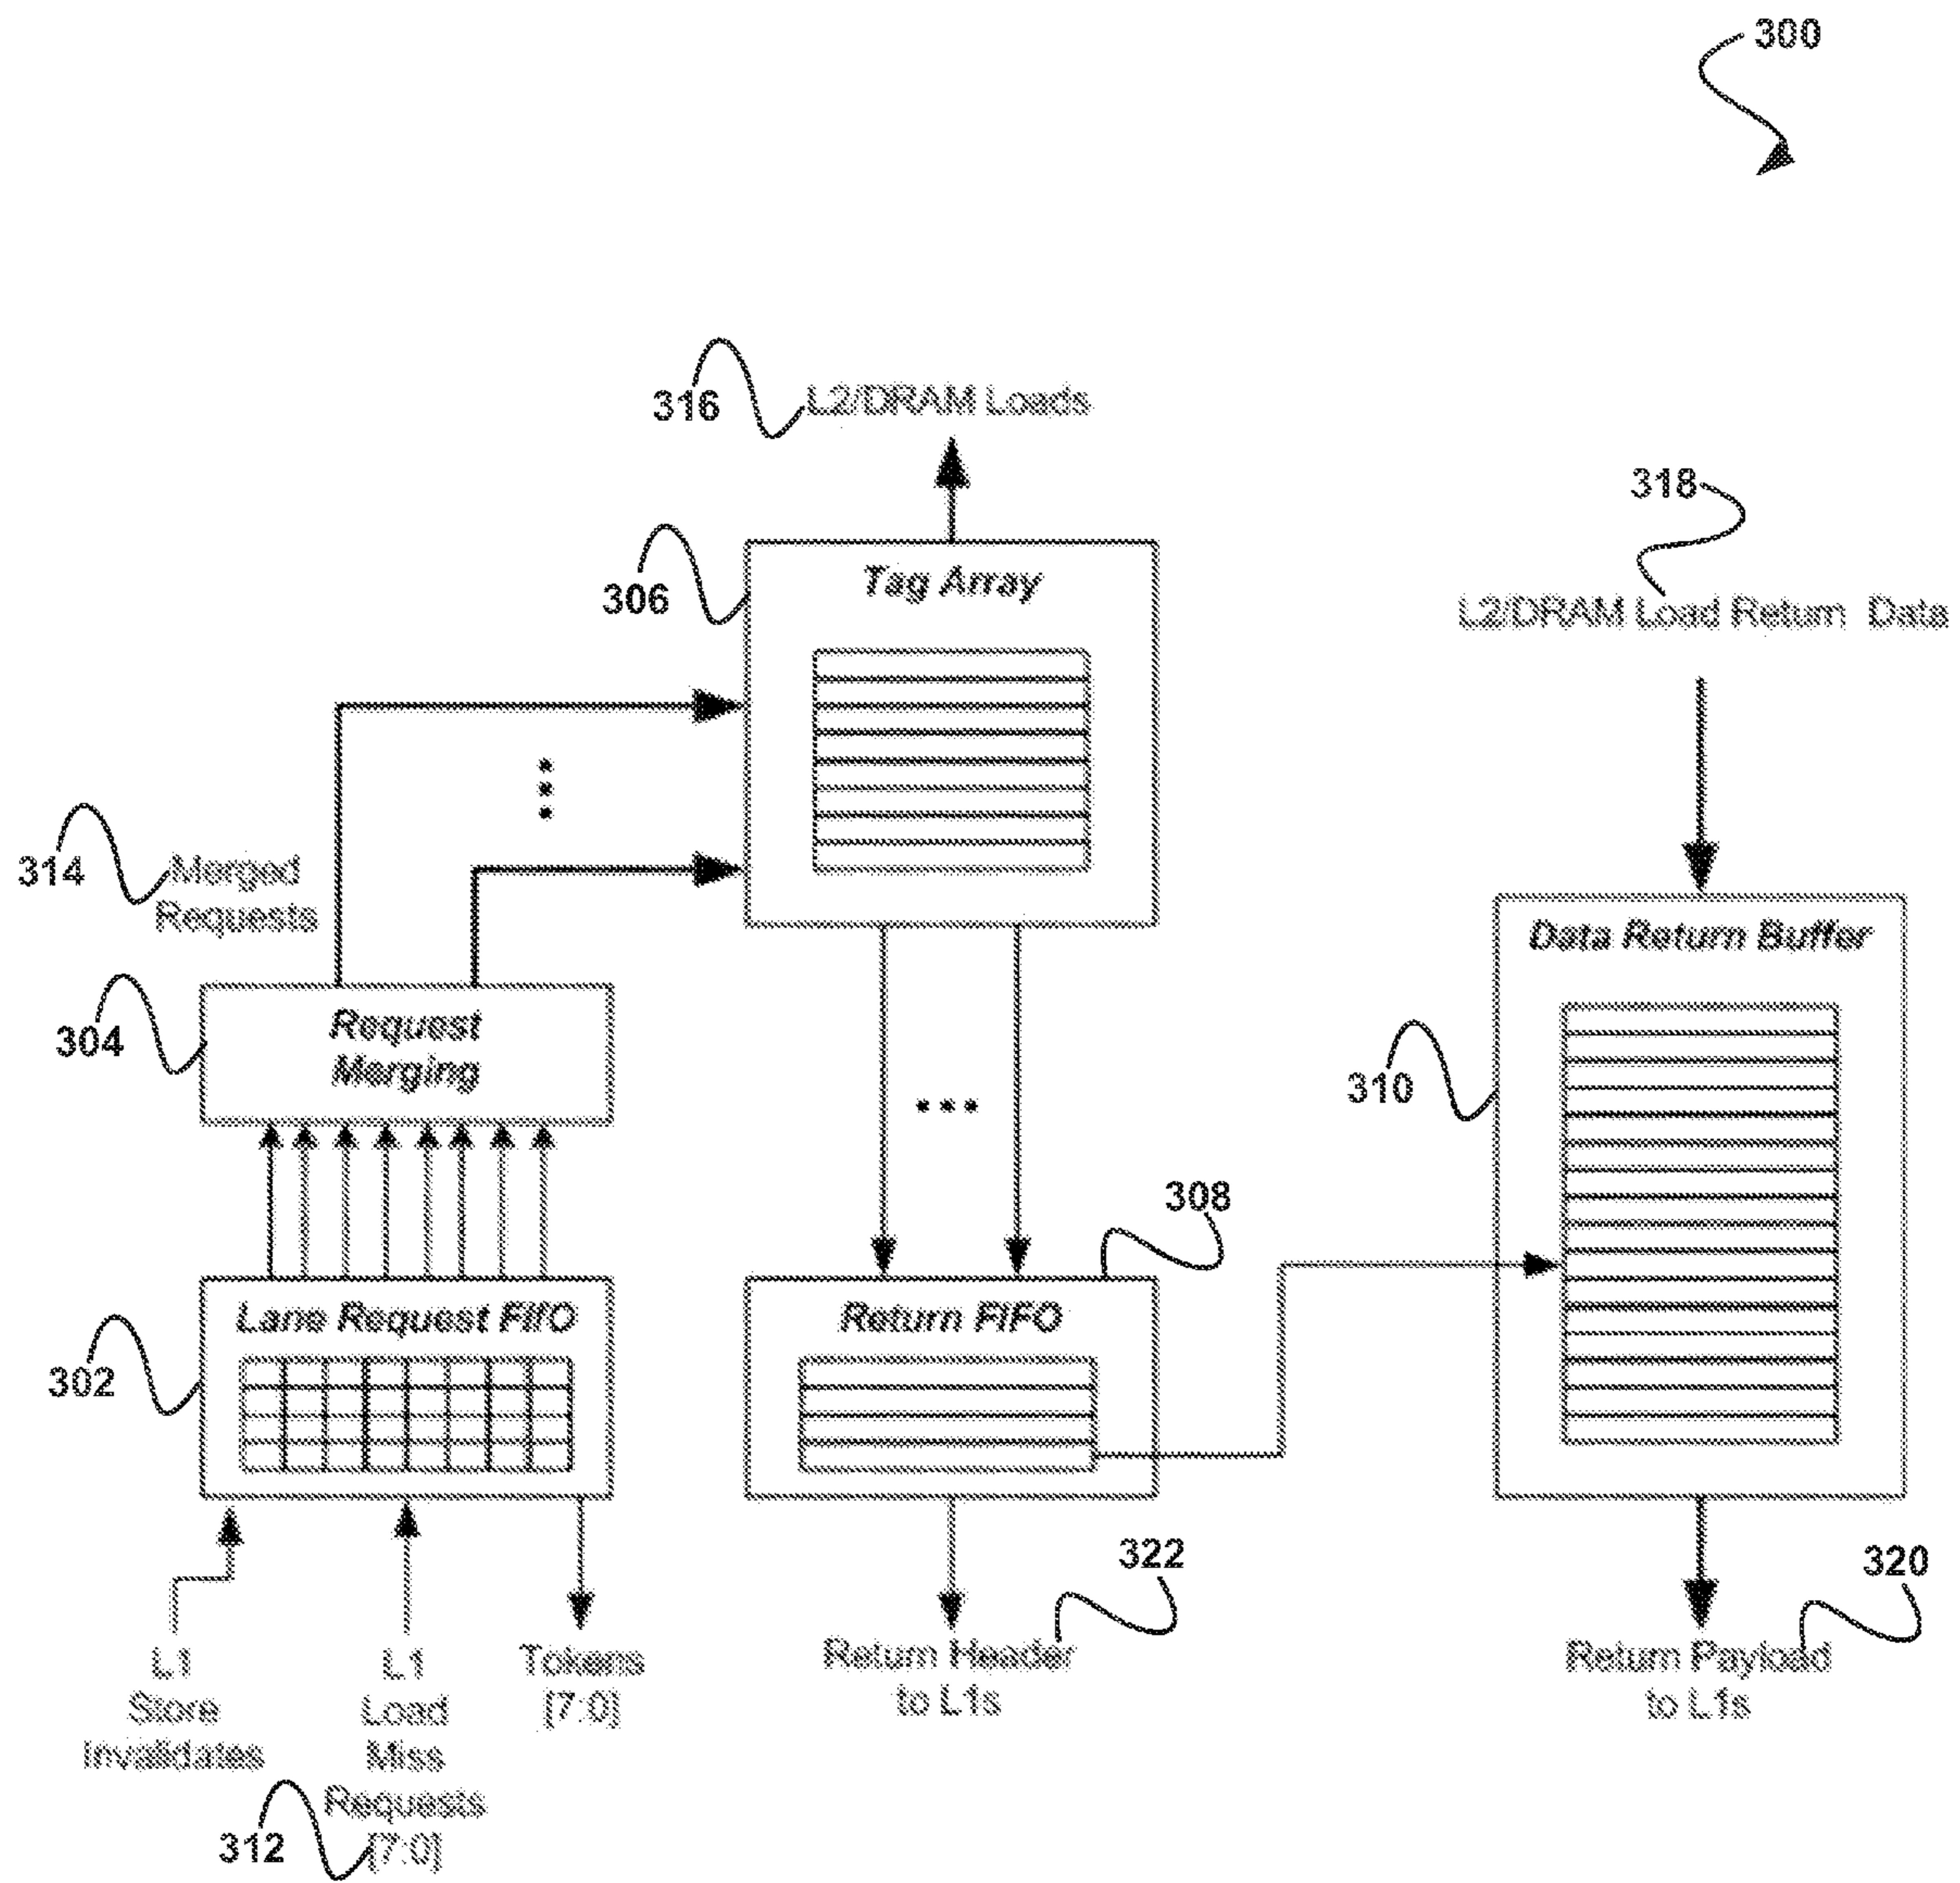 300
316
L2/DRAM Loads
318
L2/DRAM Load Return Data
306
Tag Array
314
Merged
Requests
304
Request
Merging
310
Data Return Buffer
308
302
Lane Request FifO
Return FIFO
322
320
L1
Store
Invalidates
L1
Load
Miss
Requests
[7:0]
312
Tokens
[7:0]
Return Header
to L1s
Return Payload
to L1s